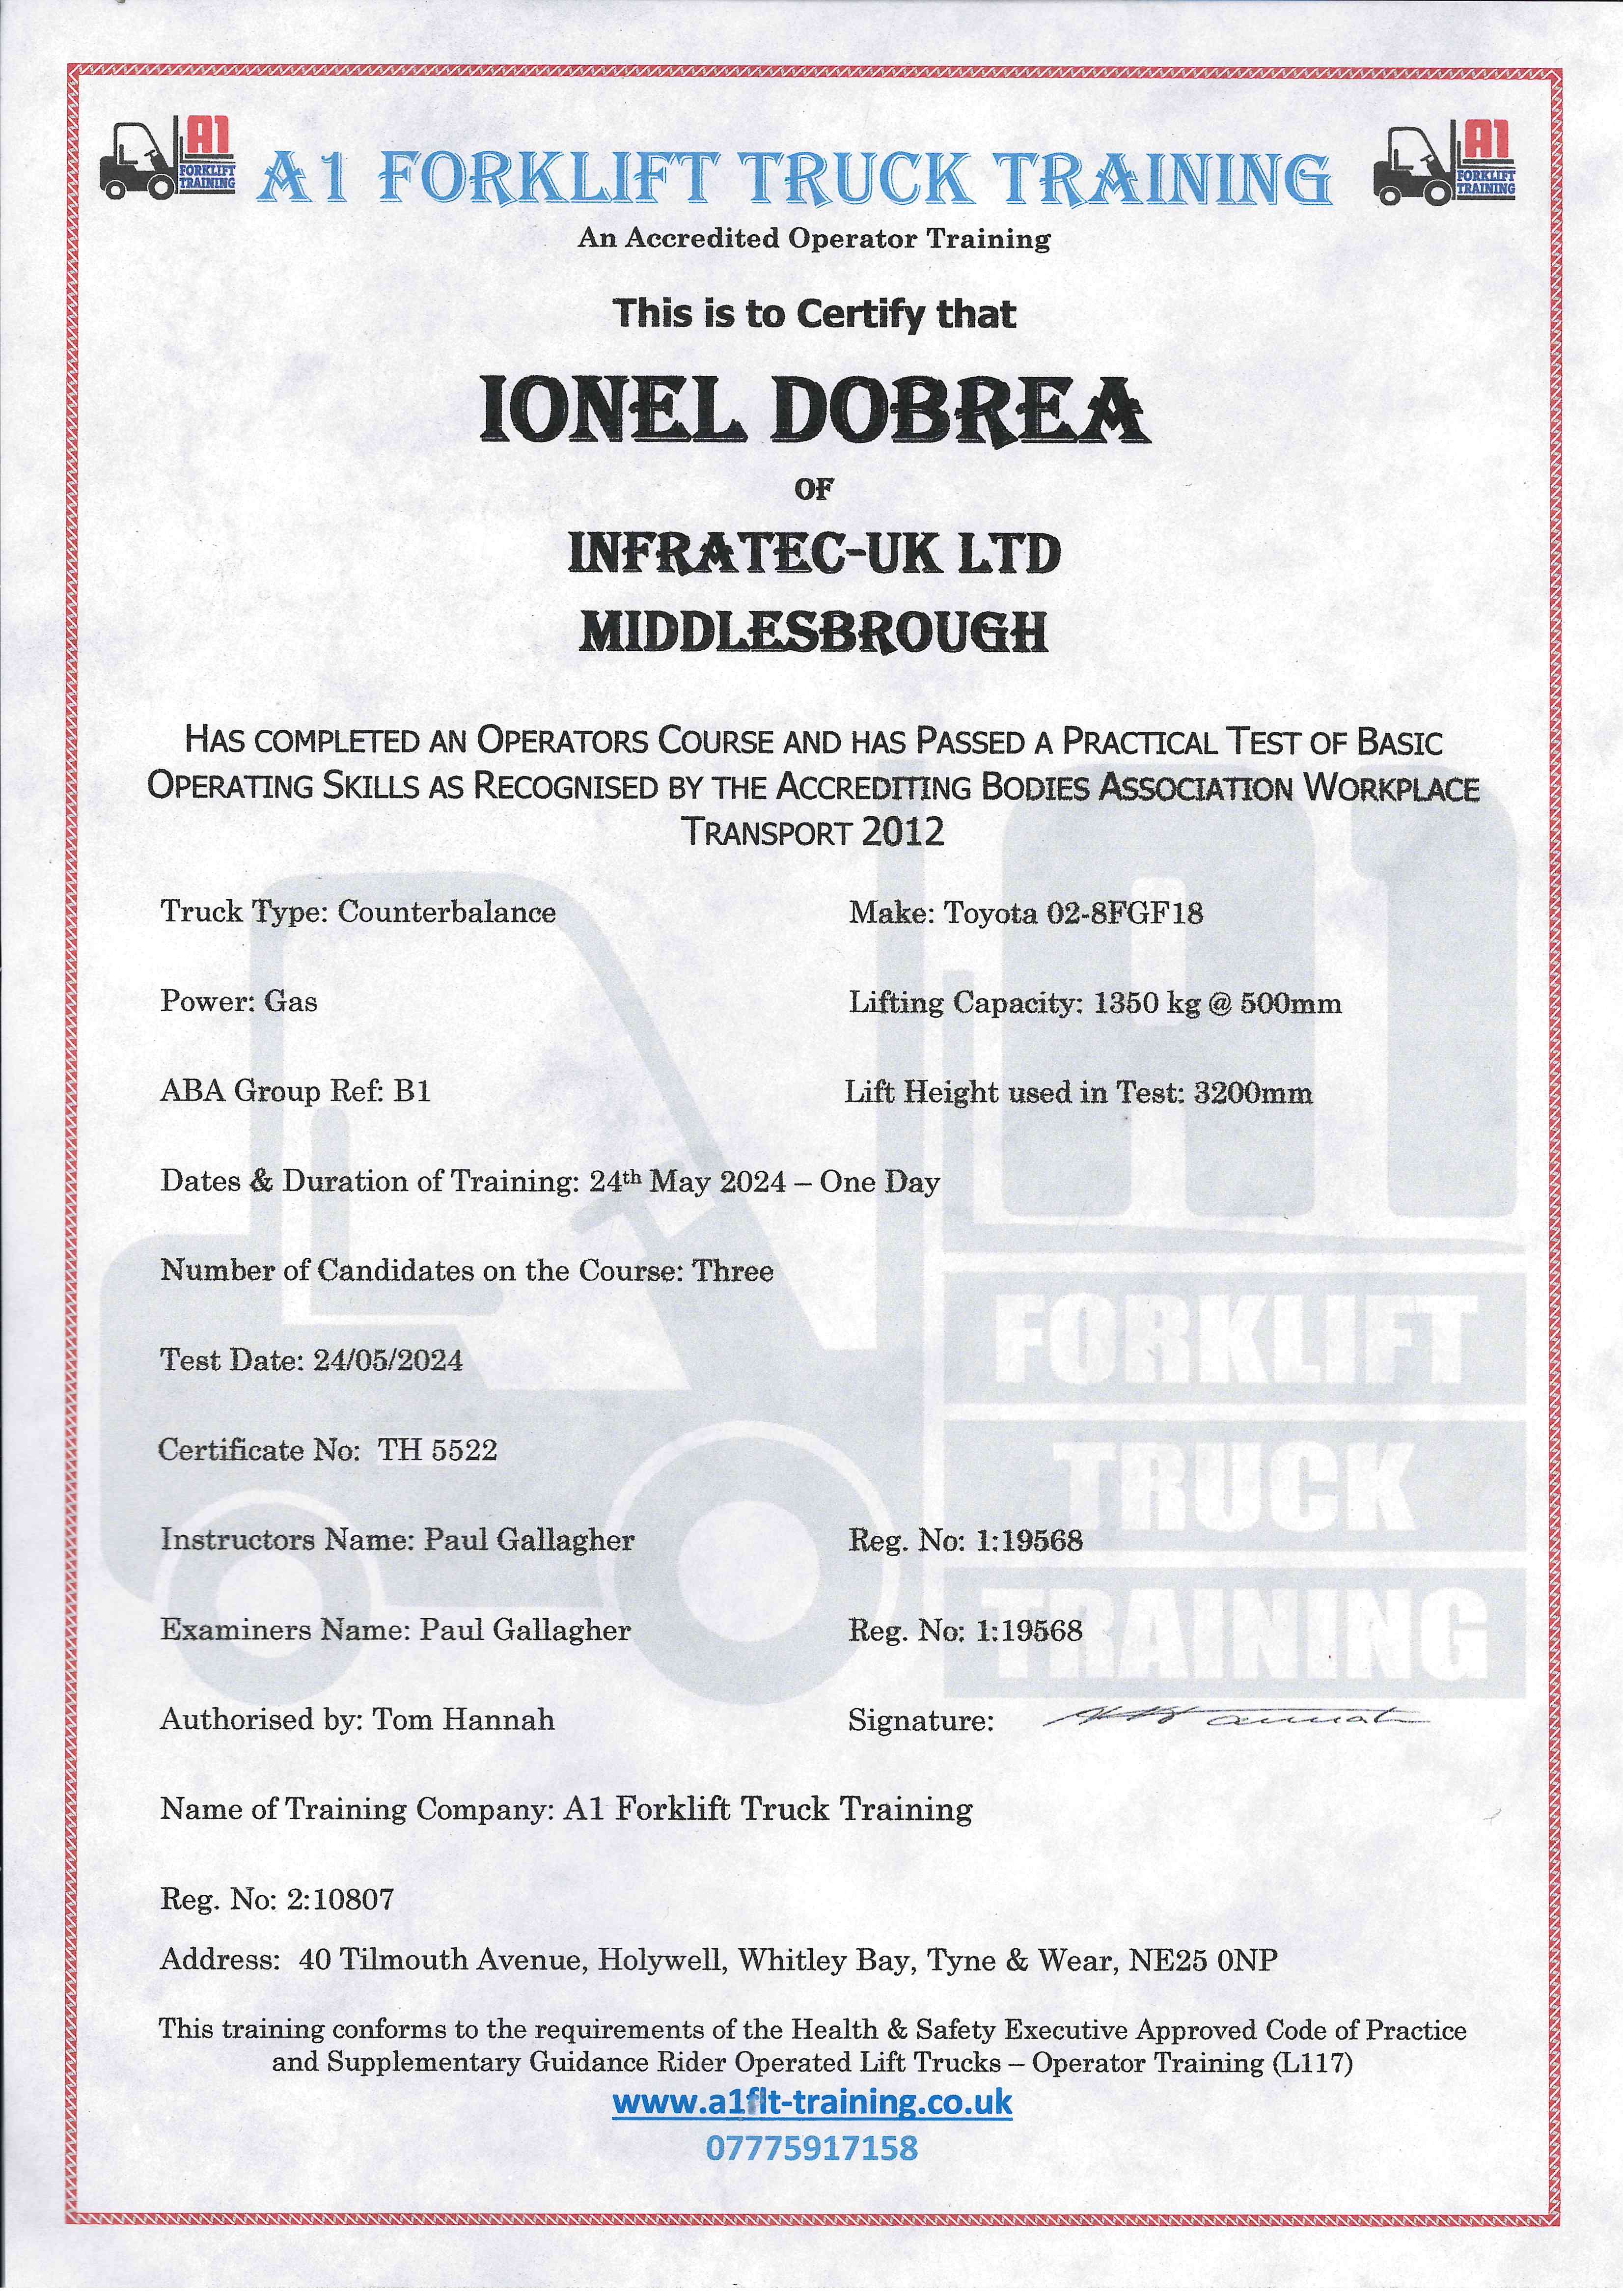 A1 FORKLIFT TRAINING
A1 FORKLIFT TRUCK TRAINING
A1 FORKLIFT TRAINING
An Accredited Operator Training
This is to Certify that
IONEL DOBREA
OF
INFRATEC-UK LTD
MIDDLESBROUGH
HAS COMPLETED AN OPERATORS COURSE AND HAS PASSED A PRACTICAL TEST OF BASIC
OPERATING SKILLS AS RECOGNISED BY THE ACCREDITING BODIES ASSOCIATION WORKPLACE
TRANSPORT 2012
Truck Type: Counterbalance Make: Toyota 02-8FGF18
Power: Gas Lifting Capacity: 1350 kg @ 500mm
ABA Group Ref: B1 Lift Height used in Test: 3200mm
Dates & Duration of Training: 24th May 2024 – One Day
Number of Candidates on the Course: Three
Test Date: 24/05/2024
Certificate No: TH 5522
Instructors Name: Paul Gallagher Reg. No: 1:19568
Examiners Name: Paul Gallagher Reg. No: 1:19568
Authorised by: Tom Hannah Signature:
Name of Training Company: A1 Forklift Truck Training
Reg. No: 2:10807
Address: 40 Tilmouth Avenue, Holywell, Whitley Bay, Tyne & Wear, NE25 0NP
This training conforms to the requirements of the Health & Safety Executive Approved Code of Practice
and Supplementary Guidance Rider Operated Lift Trucks – Operator Training (L117)
www.a1flt-training.co.uk
07775917158
A1
FORKLIFT
TRUCK
TRAINING